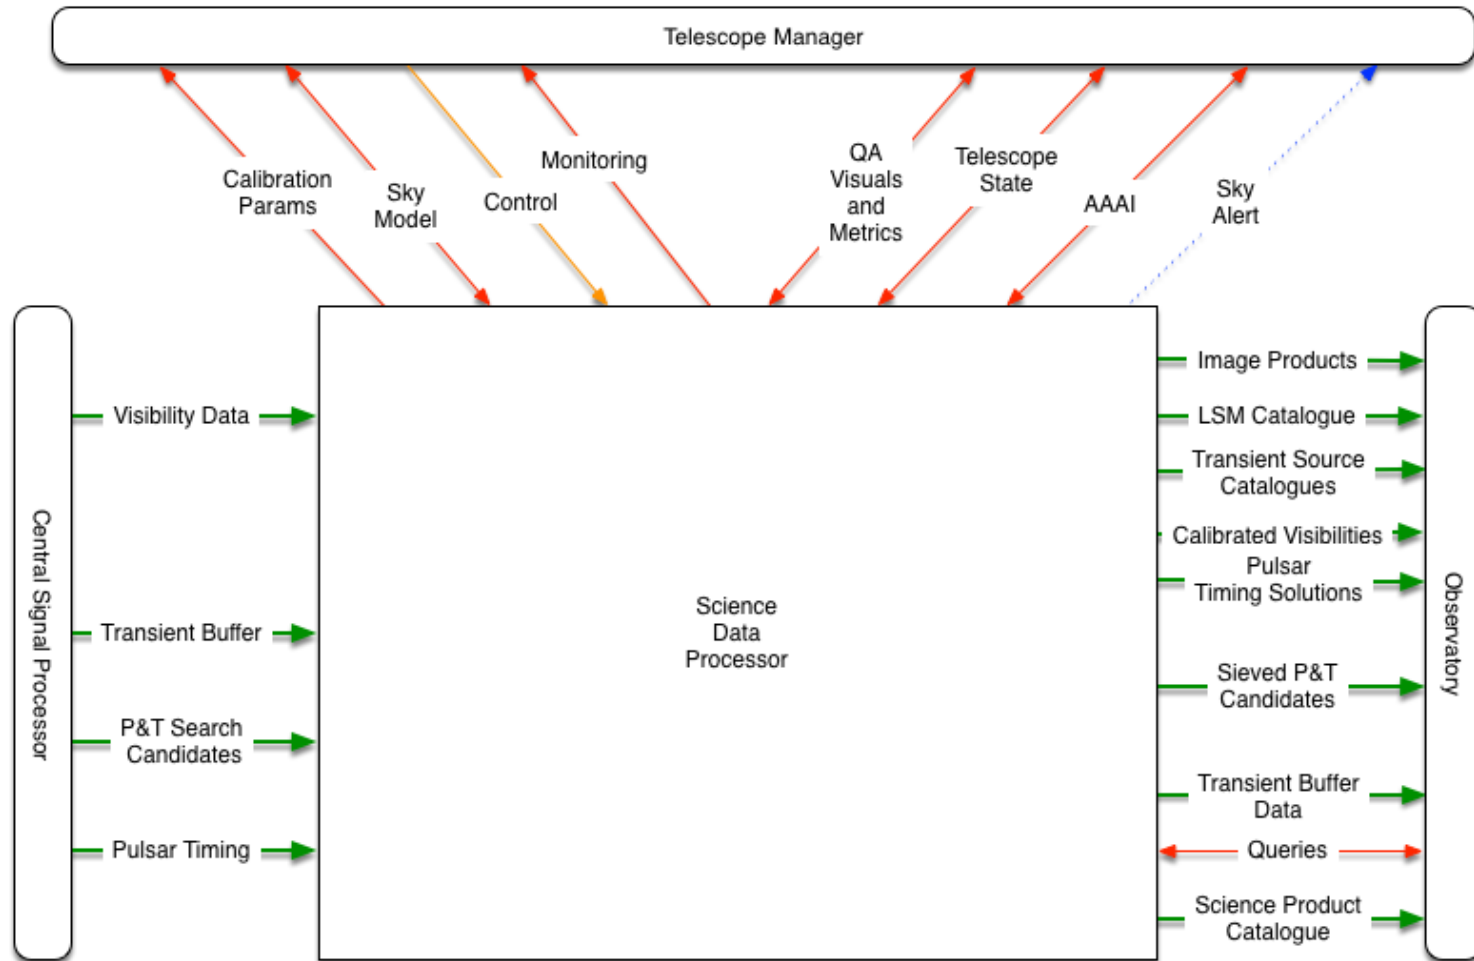 Telescope Manager
Calibration
Params
Sky
Model
Control
Monitoring
QA
Visuals
and
Metrics
Telescope
State
AAAI
Sky
Alert
Central Signal Processor
Visibility Data
Transient Buffer
P&T Search
Candidates
Pulsar Timing
Science
Data
Processor
Image Products
LSM Catalogue
Transient Source
Catalogues
Calibrated Visibilities
Pulsar
Timing Solutions
Sieved P&T
Candidates
Transient Buffer
Data
Queries
Science Product
Catalogue
Observatory